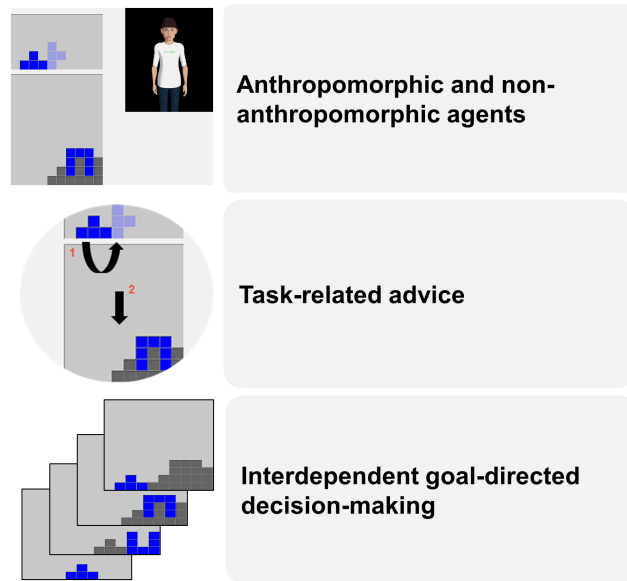 Anthropomorphic and non-
anthropomorphic agents
1
2
Task-related advice
Interdependent goal-directed
decision-making